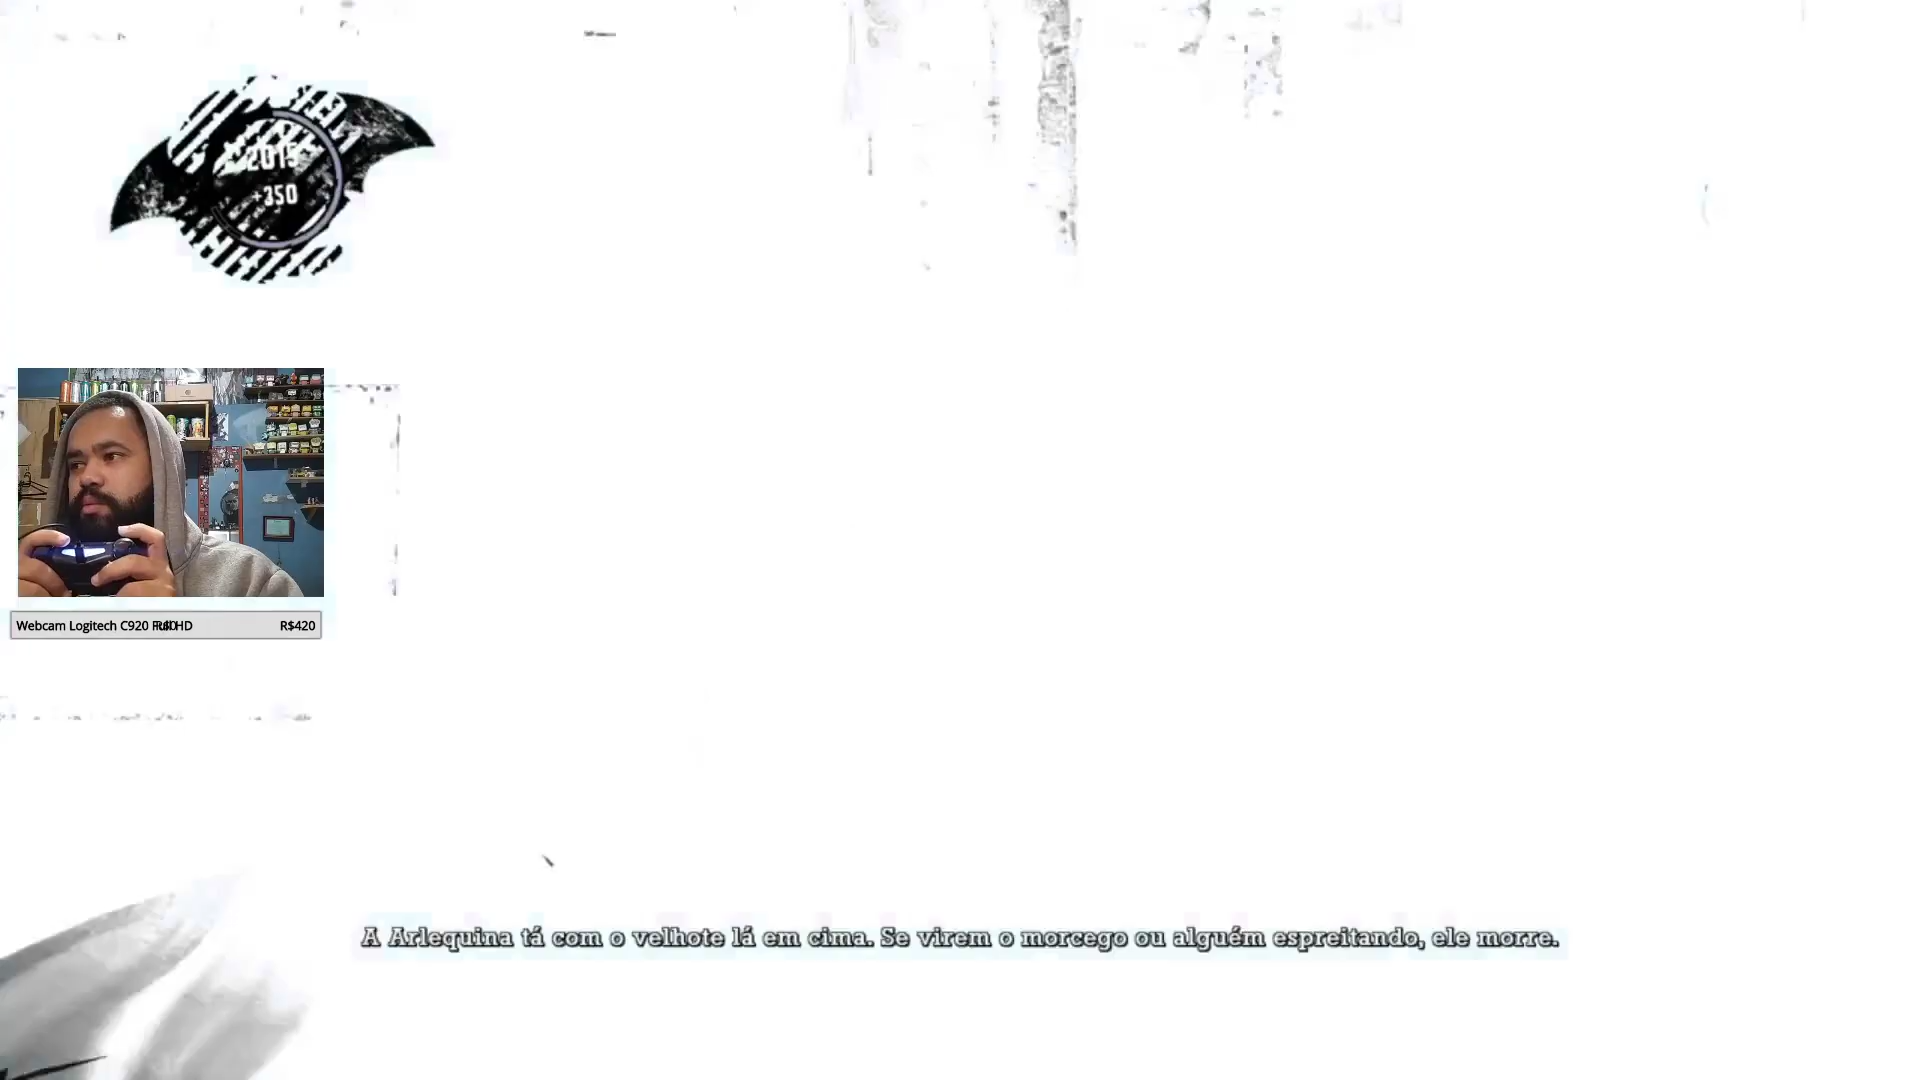 2015
+350
Webcam Logitech C920 Full HD R$420
A Arlequina tá com o velhote lá em cima. Se virem o morcego ou alguém espreitando, ele morre.